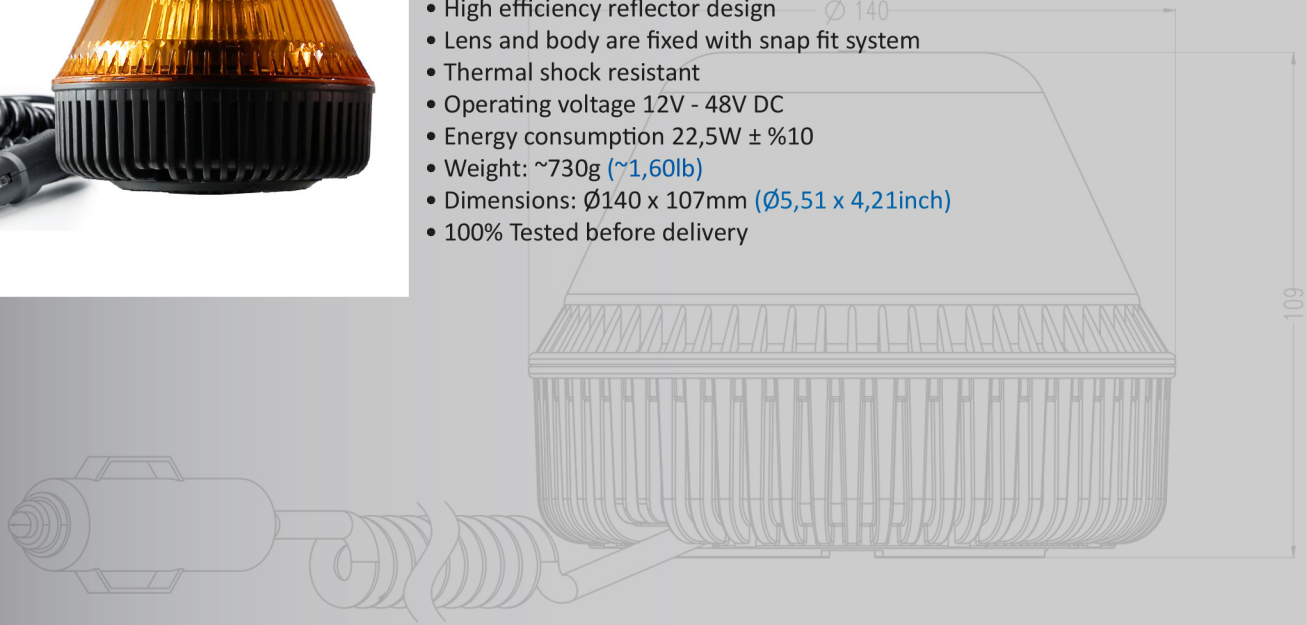 • High efficiency reflector design
Ø 140
• Lens and body are fixed with snap fit system
• Thermal shock resistant
• Operating voltage 12V - 48V DC
• Energy consumption 22,5W ± %10
• Weight: ~730g (~1,60lb)
• Dimensions: Ø140 x 107mm (Ø5,51 x 4,21inch)
• 100% Tested before delivery
109